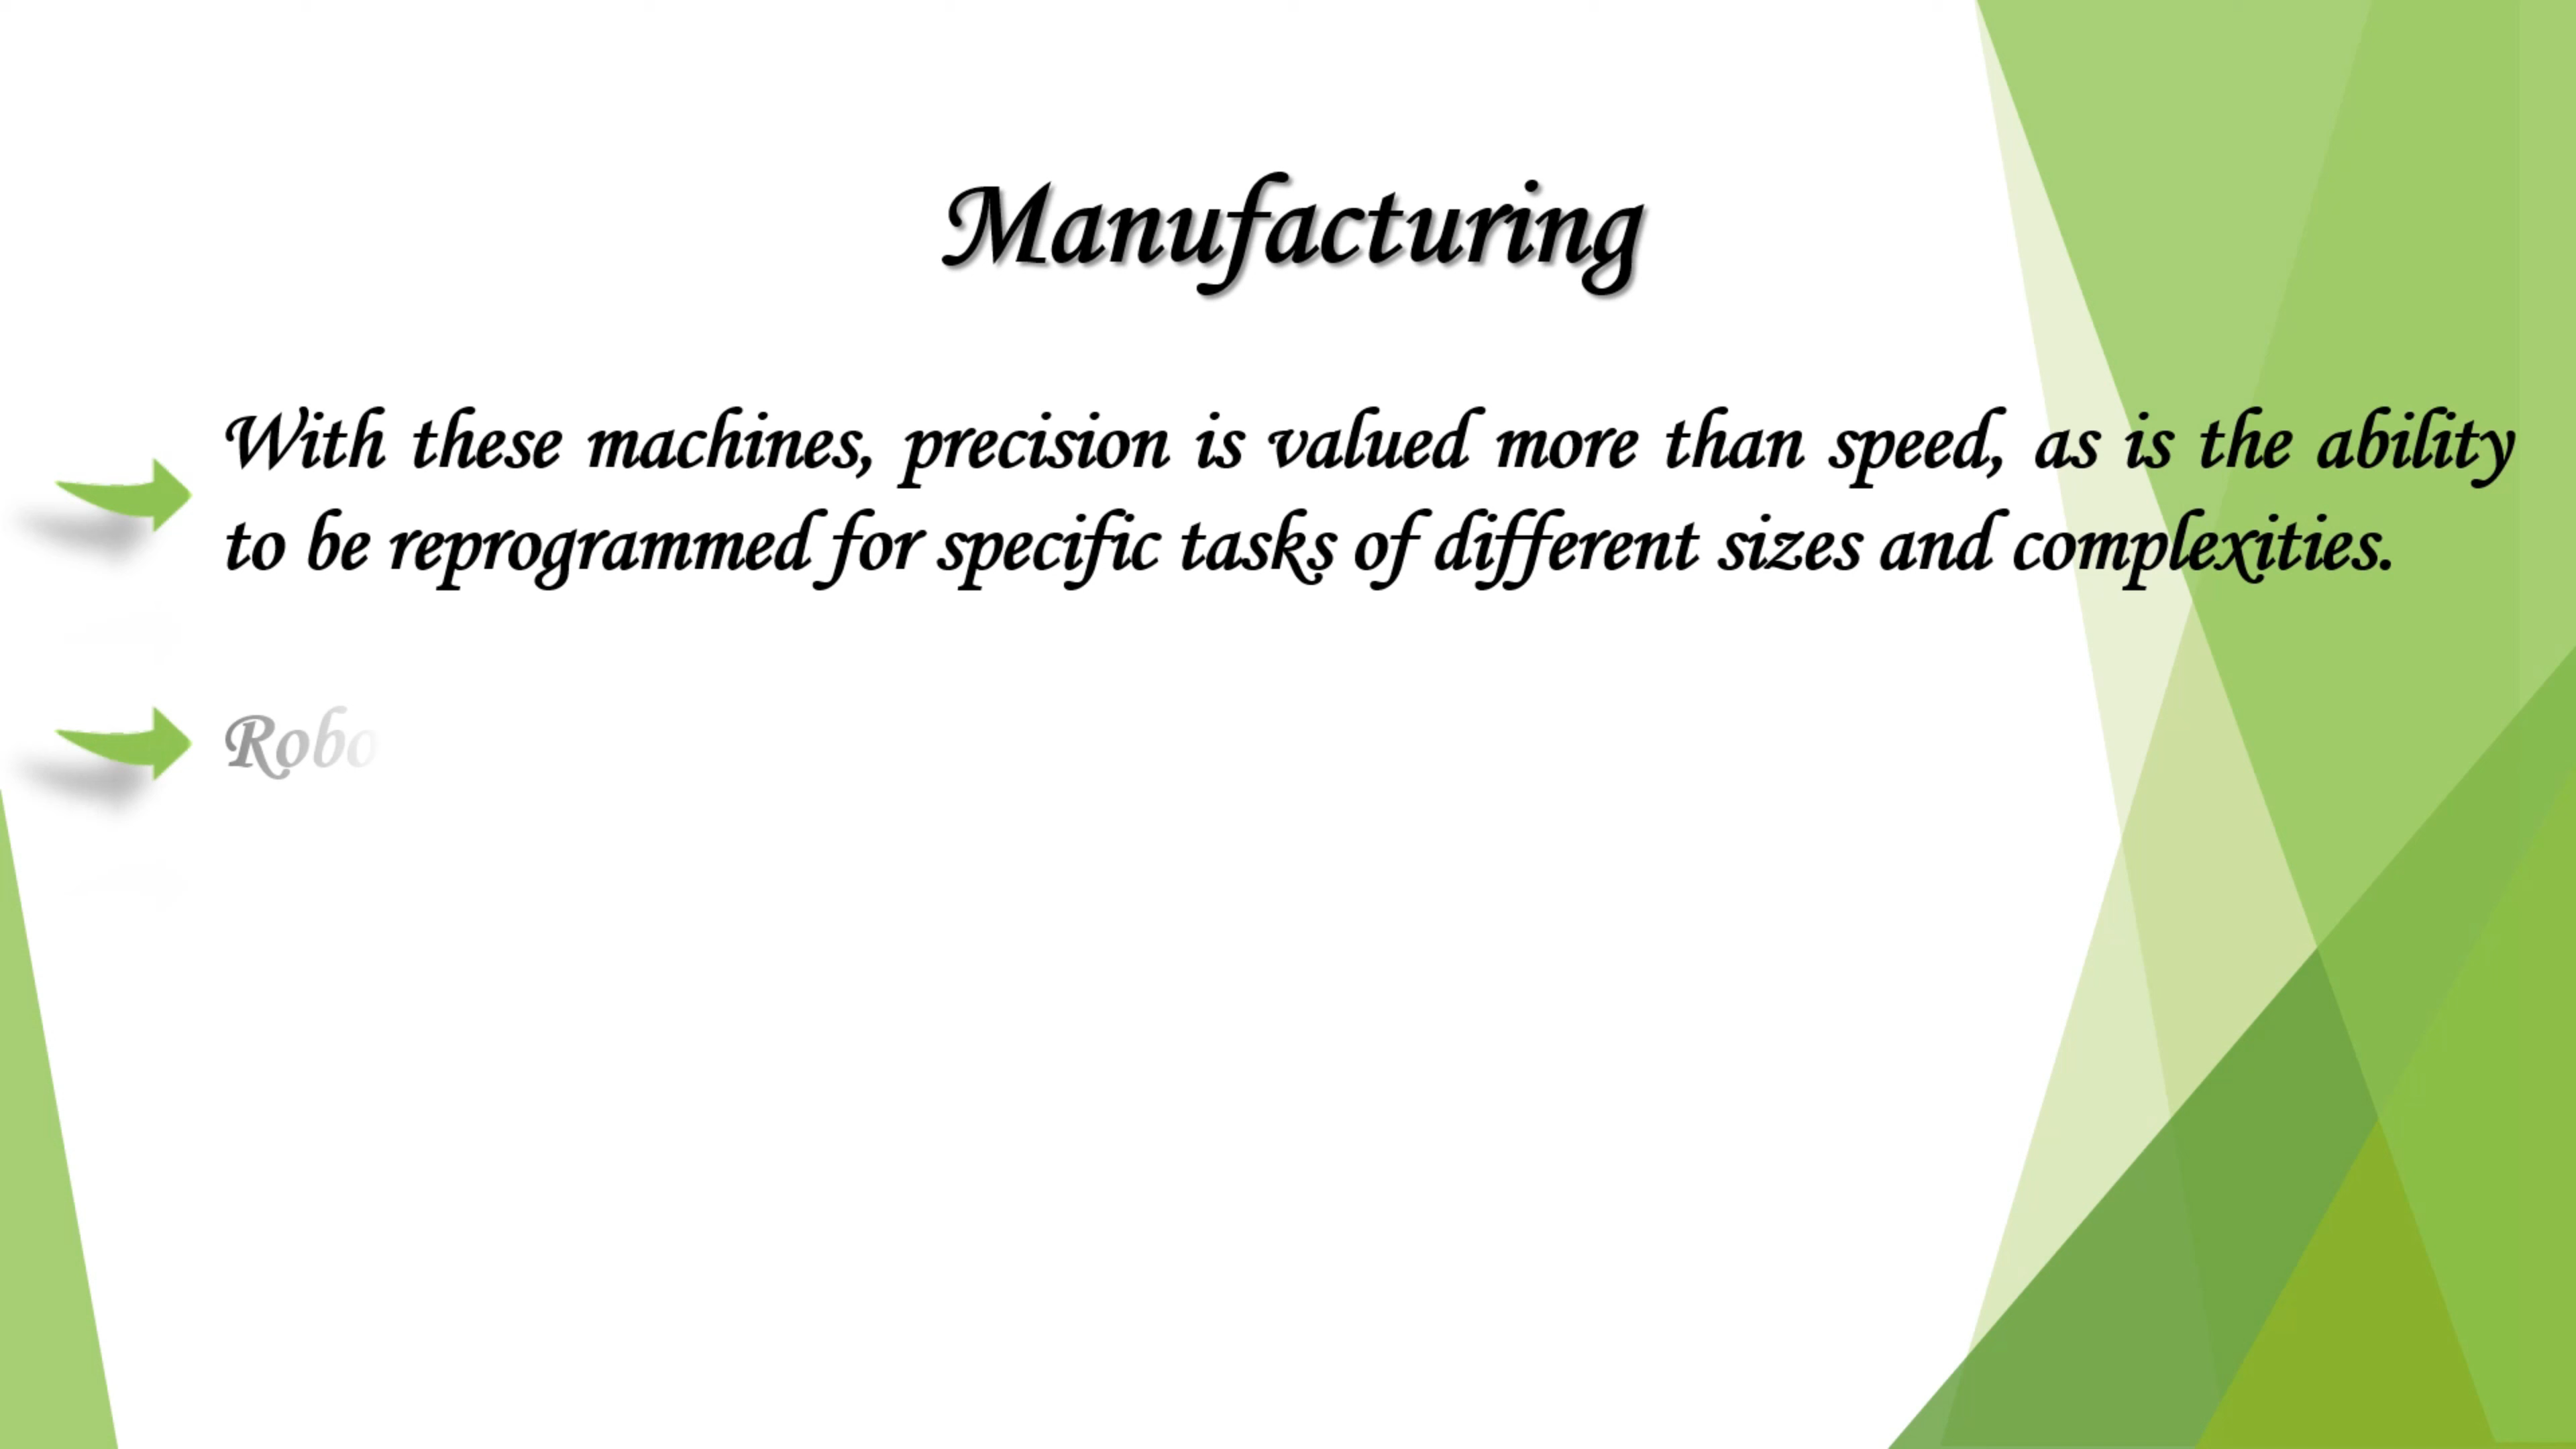 Manufacturing
With these machines, precision is valued more than speed, as is the ability
to be reprogrammed for specific tasks of different sizes and complexities.
Robo